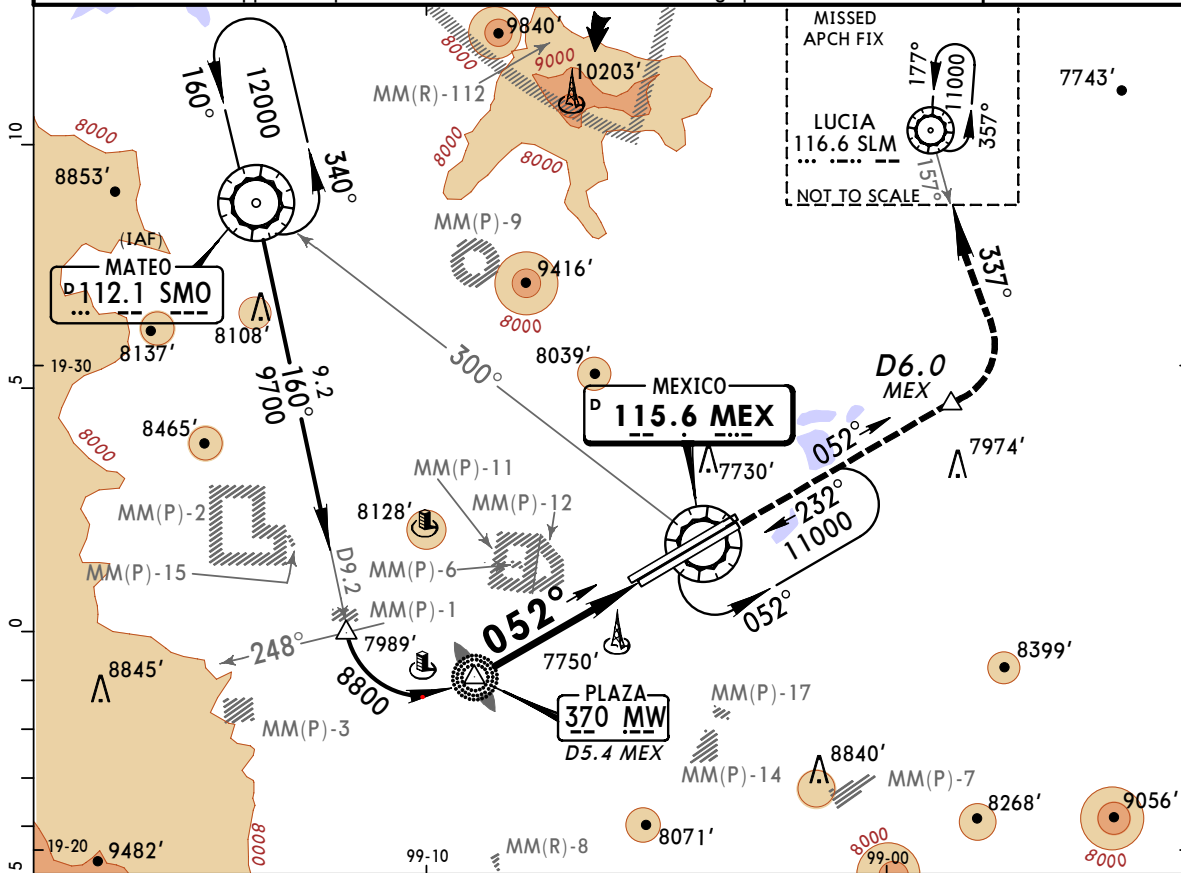 MISSED
APCH FIX
177°
11000
357°
LUCIA
116.6 SLM
157°
NOT TO SCALE
7743'
9840'
8000
9000
10203'
MM(R)-112
8000
8000
160°
12000
340°
10
8000
8853'
(IAF)
MATEO
D 112.1 SMO
MM(P)-9
9416'
8000
337°
8137'
8108'
19-30
5
9.2
160°
9700
300°
8039'
D6.0
MEX
MEXICO
D 115.6 MEX
8465'
8000
052°
7974'
7730'
MM(P)-11
MM(P)-12
MM(P)-2
8128'
232°
11000
MM(P)-15
D9.2
MM(P)-6
MM(P)-1
052°
052°
0
248°
7989'
7750'
8845'
8800
8399'
PLAZA
370 MW
D5.4 MEX
MM(P)-17
MM(P)-3
MM(P)-14
8840'
MM(P)-7
8268'
9056'
8071'
8000
8000
8000
19-20
9482'
99-10
MM(R)-8
99-00
5